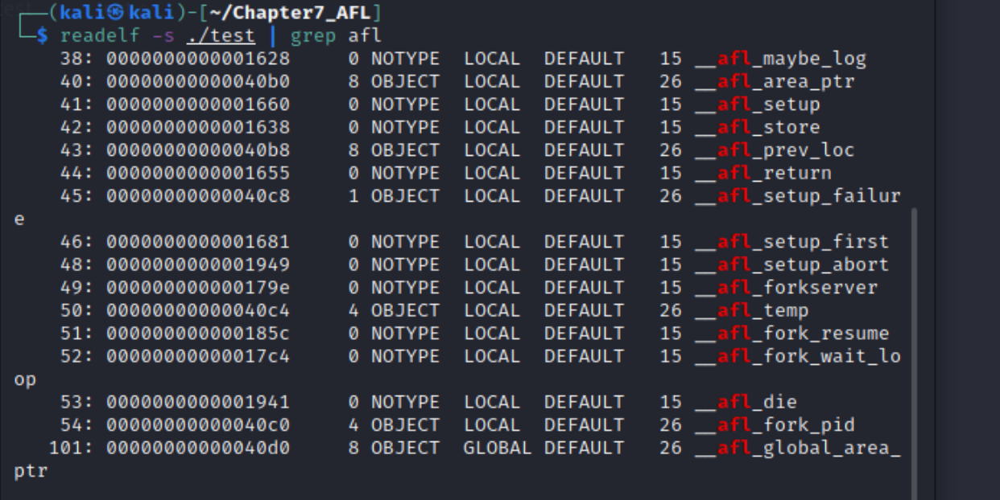 ┌──(kali㉿kali)-[~/Chapter7_AFL]
└─$ readelf -s ./test | grep afl
38: 0000000000001628 0 NOTYPE LOCAL DEFAULT 15 __afl_maybe_log
40: 00000000000040b0 8 OBJECT LOCAL DEFAULT 26 __afl_area_ptr
41: 0000000000001660 0 NOTYPE LOCAL DEFAULT 15 __afl_setup
42: 0000000000001638 0 NOTYPE LOCAL DEFAULT 15 __afl_store
43: 00000000000040b8 8 OBJECT LOCAL DEFAULT 26 __afl_prev_loc
44: 0000000000001655 0 NOTYPE LOCAL DEFAULT 15 __afl_return
45: 00000000000040c8 1 OBJECT LOCAL DEFAULT 26 __afl_setup_failur
e
46: 0000000000001681 0 NOTYPE LOCAL DEFAULT 15 __afl_setup_first
48: 0000000000001949 0 NOTYPE LOCAL DEFAULT 15 __afl_setup_abort
49: 000000000000179e 0 NOTYPE LOCAL DEFAULT 15 __afl_forkserver
50: 00000000000040c4 4 OBJECT LOCAL DEFAULT 26 __afl_temp
51: 000000000000185c 0 NOTYPE LOCAL DEFAULT 15 __afl_fork_resume
52: 00000000000017c4 0 NOTYPE LOCAL DEFAULT 15 __afl_fork_wait_lo
op
53: 0000000000001941 0 NOTYPE LOCAL DEFAULT 15 __afl_die
54: 00000000000040c0 4 OBJECT LOCAL DEFAULT 26 __afl_fork_pid
101: 00000000000040d0 8 OBJECT GLOBAL DEFAULT 26 __afl_global_area_
ptr